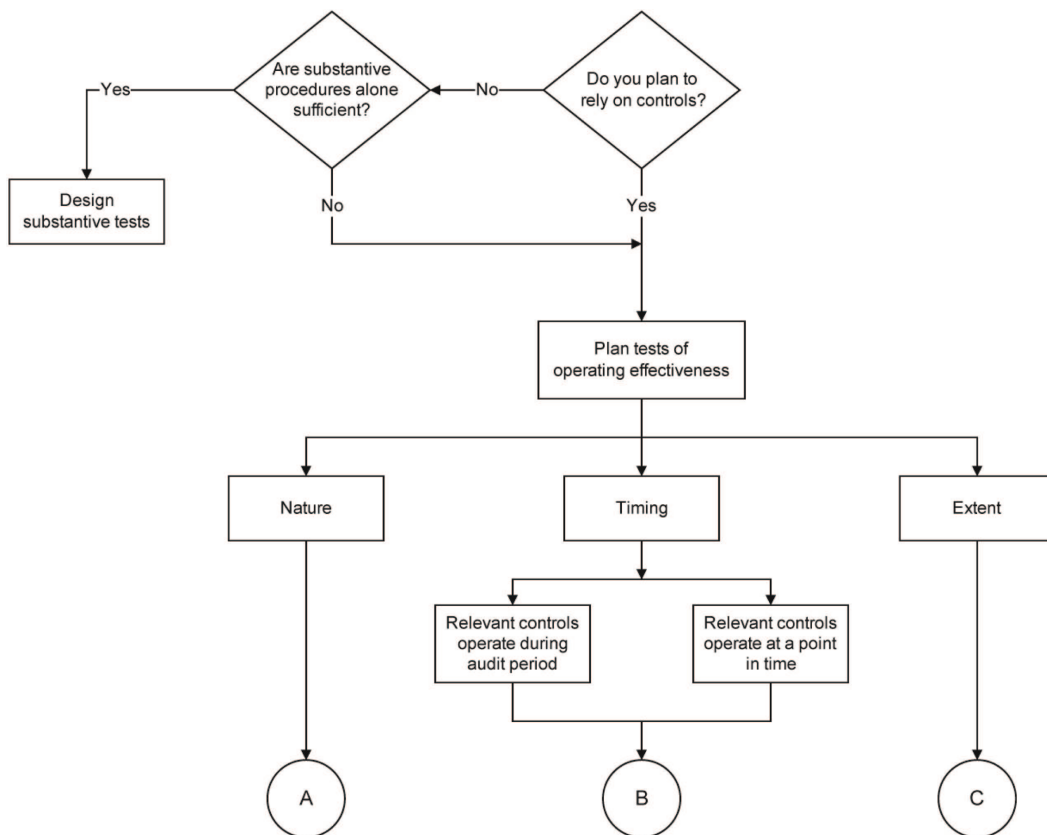 Are substantive
procedures alone
sufficient?
Do you plan to
rely on controls?
Yes
No
Design
substantive tests
No
Yes
Plan tests of
operating effectiveness
Nature
Timing
Extent
Relevant controls
operate during
audit period
Relevant controls
operate at a point
in time
A
B
C